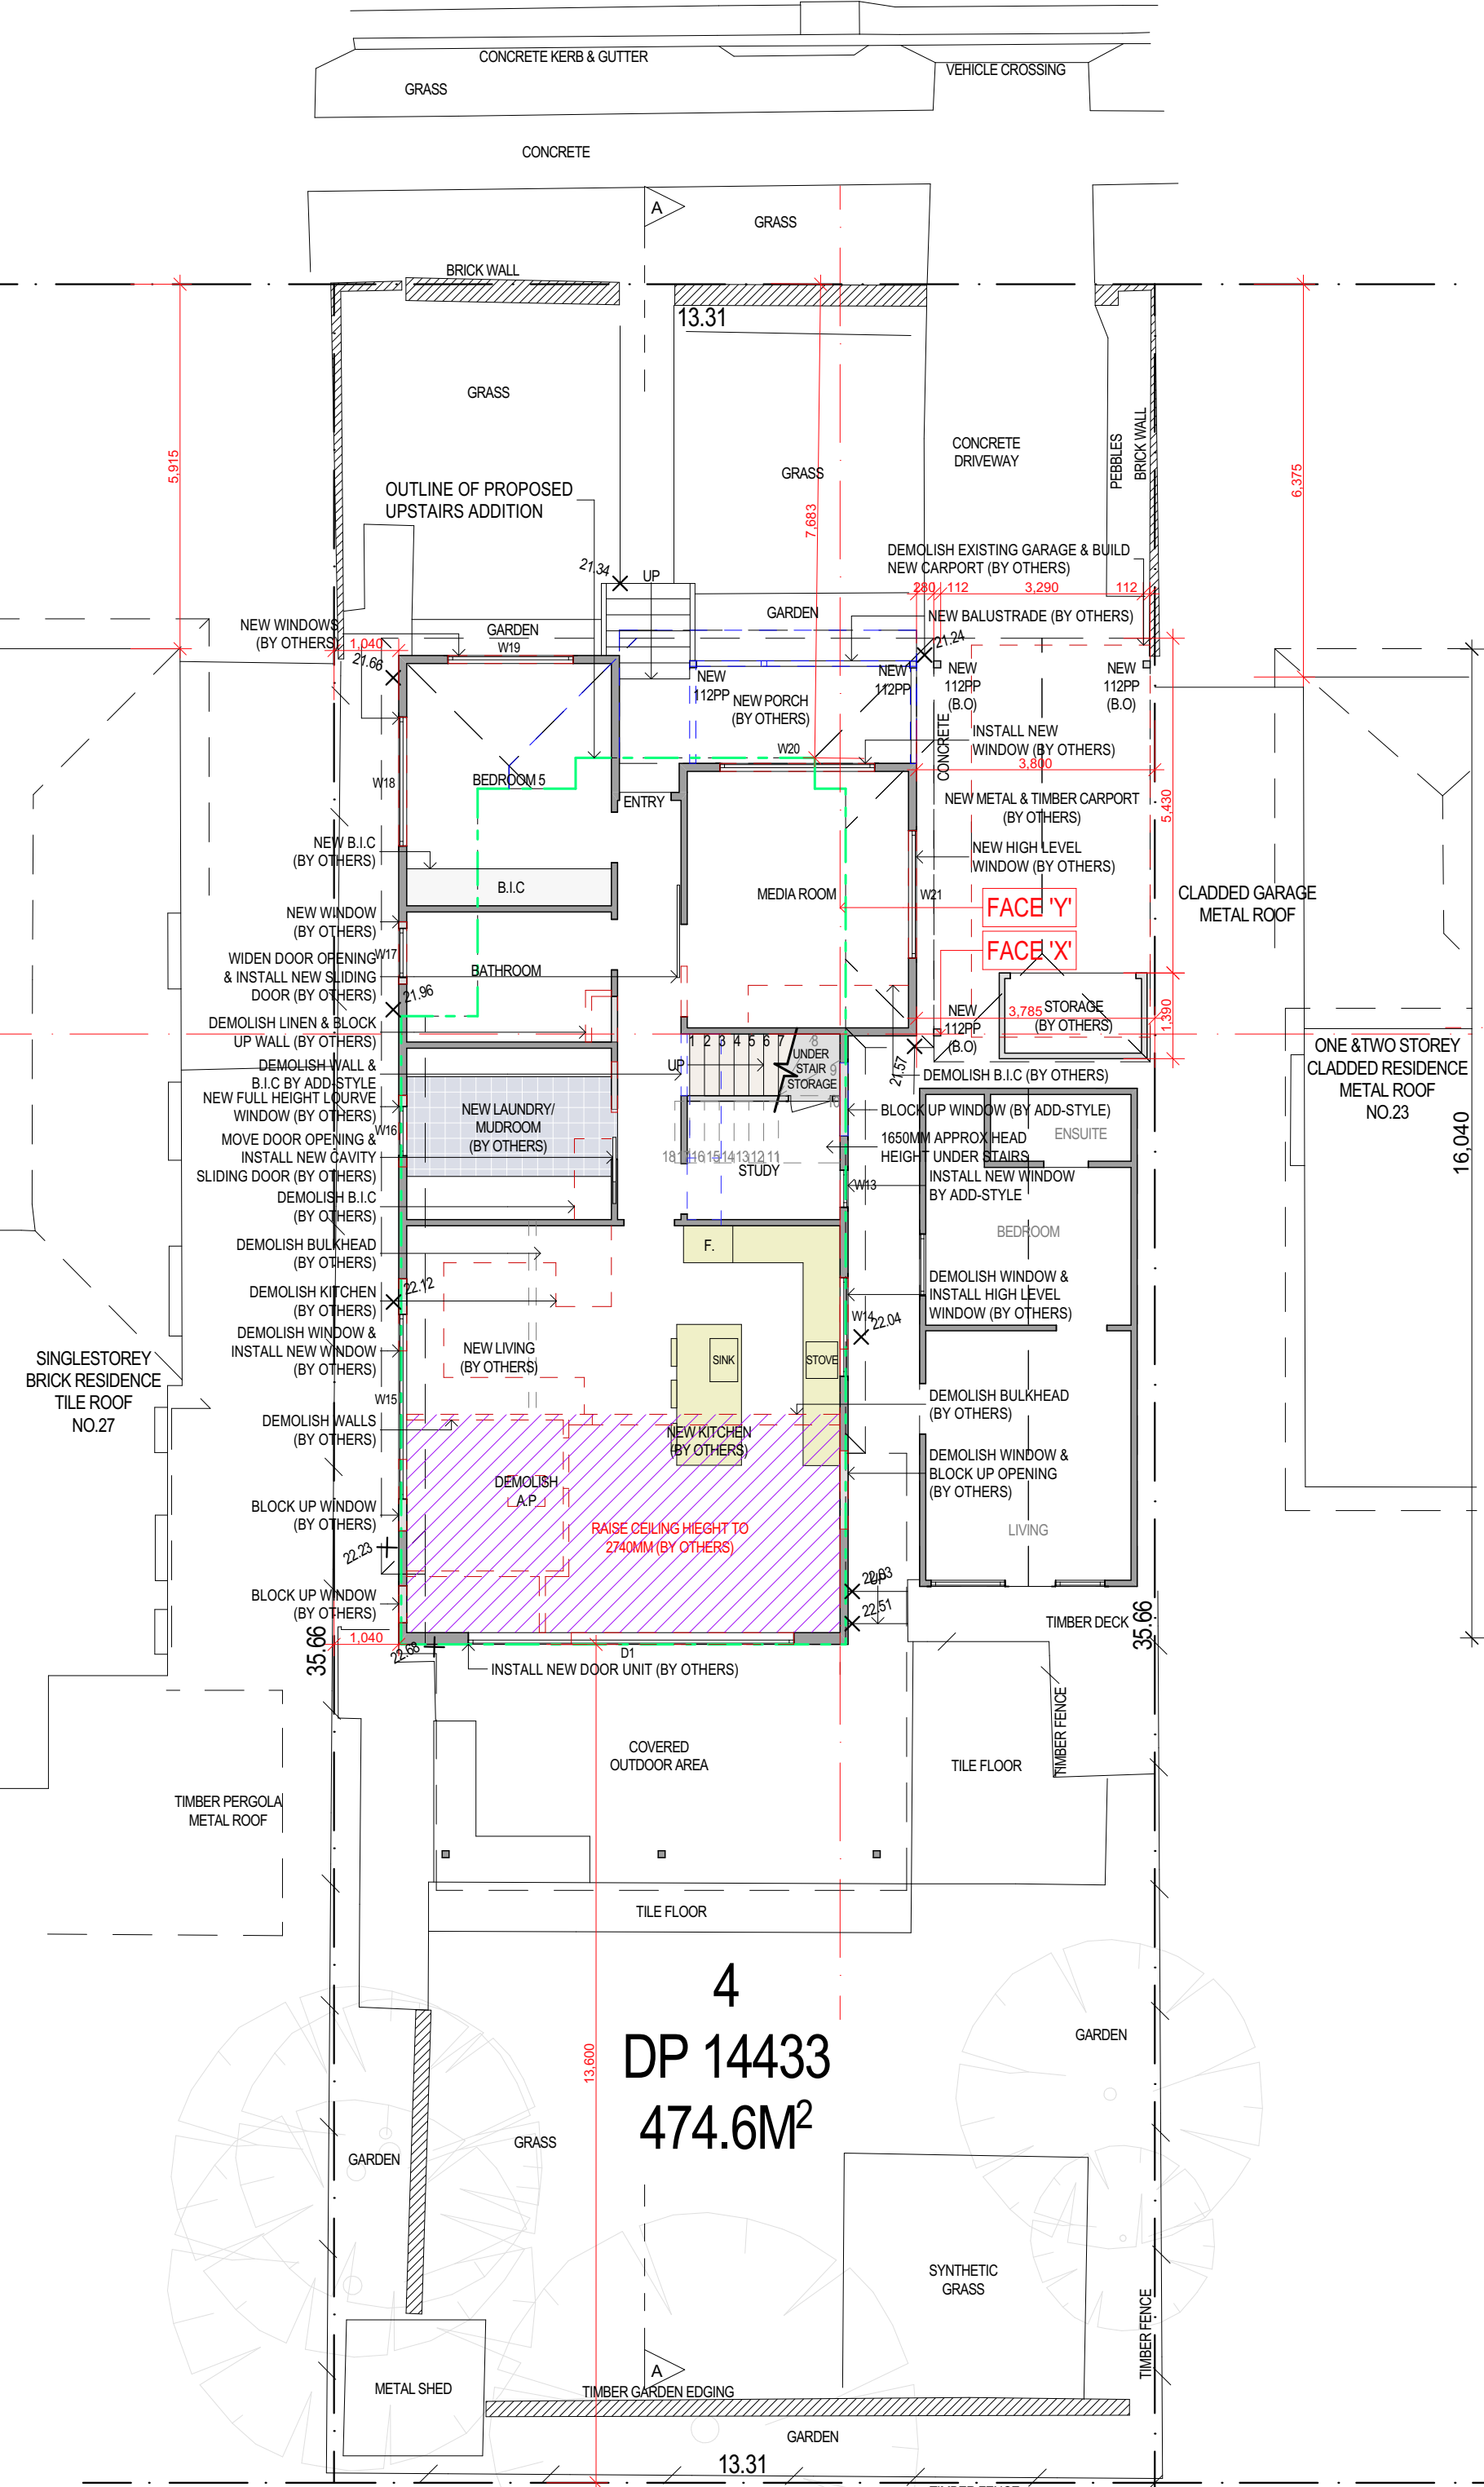 CONCRETE KERB & GUTTER
VEHICLE CROSSING
GRASS
CONCRETE
A
GRASS
BRICK WALL
13.31
GRASS
5,915
CONCRETE
DRIVEWAY
PEBBLES
BRICK WALL
GRASS
6,375
OUTLINE OF PROPOSED
UPSTAIRS ADDITION
7,683
DEMOLISH EXISTING GARAGE & BUILD
NEW CARPORT (BY OTHERS)
21.34
UP
280
112
3,290
112
GARDEN
NEW BALUSTRADE (BY OTHERS)
NEW WINDOWS
(BY OTHERS)
1,040
GARDEN
W19
21.24
21.66
NEW
112PP
NEW
112PP
NEW
112PP
(B.O)
NEW
112PP
(B.O)
NEW PORCH
(BY OTHERS)
CONCRETE
INSTALL NEW
WINDOW (BY OTHERS)
W20
3,800
W18
BEDROOM 5
ENTRY
NEW METAL & TIMBER CARPORT
(BY OTHERS)
5,430
NEW B.I.C
(BY OTHERS)
NEW HIGH LEVEL
WINDOW (BY OTHERS)
B.I.C
MEDIA ROOM
W21
CLADDED GARAGE
METAL ROOF
NEW WINDOW
(BY OTHERS)
FACE 'Y'
FACE 'X'
W17
WIDEN DOOR OPENING
& INSTALL NEW SLIDING
DOOR (BY OTHERS)
BATHROOM
21.96
STORAGE
(BY OTHERS)
3,785
1,390
DEMOLISH LINEN & BLOCK
UP WALL (BY OTHERS)
NEW
112PP
(B.O)
1 2 3 4 5 6 7 8
9
10
UNDER
STAIR
STORAGE
UP
21.57
DEMOLISH B.I.C (BY OTHERS)
ONE &TWO STOREY
CLADDED RESIDENCE
METAL ROOF
NO.23
DEMOLISH WALL &
B.I.C BY ADD-STYLE
NEW FULL HEIGHT LOURVE
WINDOW (BY OTHERS)
W16
NEW LAUNDRY/
MUDROOM
(BY OTHERS)
BLOCK UP WINDOW (BY ADD-STYLE)
ENSUITE
16,040
MOVE DOOR OPENING &
INSTALL NEW CAVITY
SLIDING DOOR (BY OTHERS)
1650MM APPROX HEAD
HEIGHT UNDER STAIRS
18 17 16 15 14 13 12 11
STUDY
W13
INSTALL NEW WINDOW
BY ADD-STYLE
DEMOLISH B.I.C
(BY OTHERS)
BEDROOM
DEMOLISH BULKHEAD
(BY OTHERS)
F.
DEMOLISH KITCHEN
(BY OTHERS)
22.12
DEMOLISH WINDOW &
INSTALL HIGH LEVEL
WINDOW (BY OTHERS)
W14
22.04
DEMOLISH WINDOW &
INSTALL NEW WINDOW
(BY OTHERS)
NEW LIVING
(BY OTHERS)
SINK
STOVE
SINGLESTOREY
BRICK RESIDENCE
TILE ROOF
NO.27
W15
DEMOLISH BULKHEAD
(BY OTHERS)
DEMOLISH WALLS
(BY OTHERS)
NEW KITCHEN
(BY OTHERS)
DEMOLISH WINDOW &
BLOCK UP OPENING
(BY OTHERS)
DEMOLISH
A.P
BLOCK UP WINDOW
(BY OTHERS)
RAISE CEILING HIEGHT TO
2740MM (BY OTHERS)
LIVING
22.23
22.03
UP
22.51
BLOCK UP WINDOW
(BY OTHERS)
TIMBER DECK
35.66
35.66
1,040
22.68
D1
INSTALL NEW DOOR UNIT (BY OTHERS)
TIMBER FENCE
COVERED
OUTDOOR AREA
TILE FLOOR
TIMBER PERGOLA
METAL ROOF
TILE FLOOR
4
DP 14433
474.6M²
13,600
GARDEN
GRASS
GARDEN
SYNTHETIC
GRASS
TIMBER FENCE
METAL SHED
A
TIMBER GARDEN EDGING
GARDEN
13.31
TIMBER FENCE